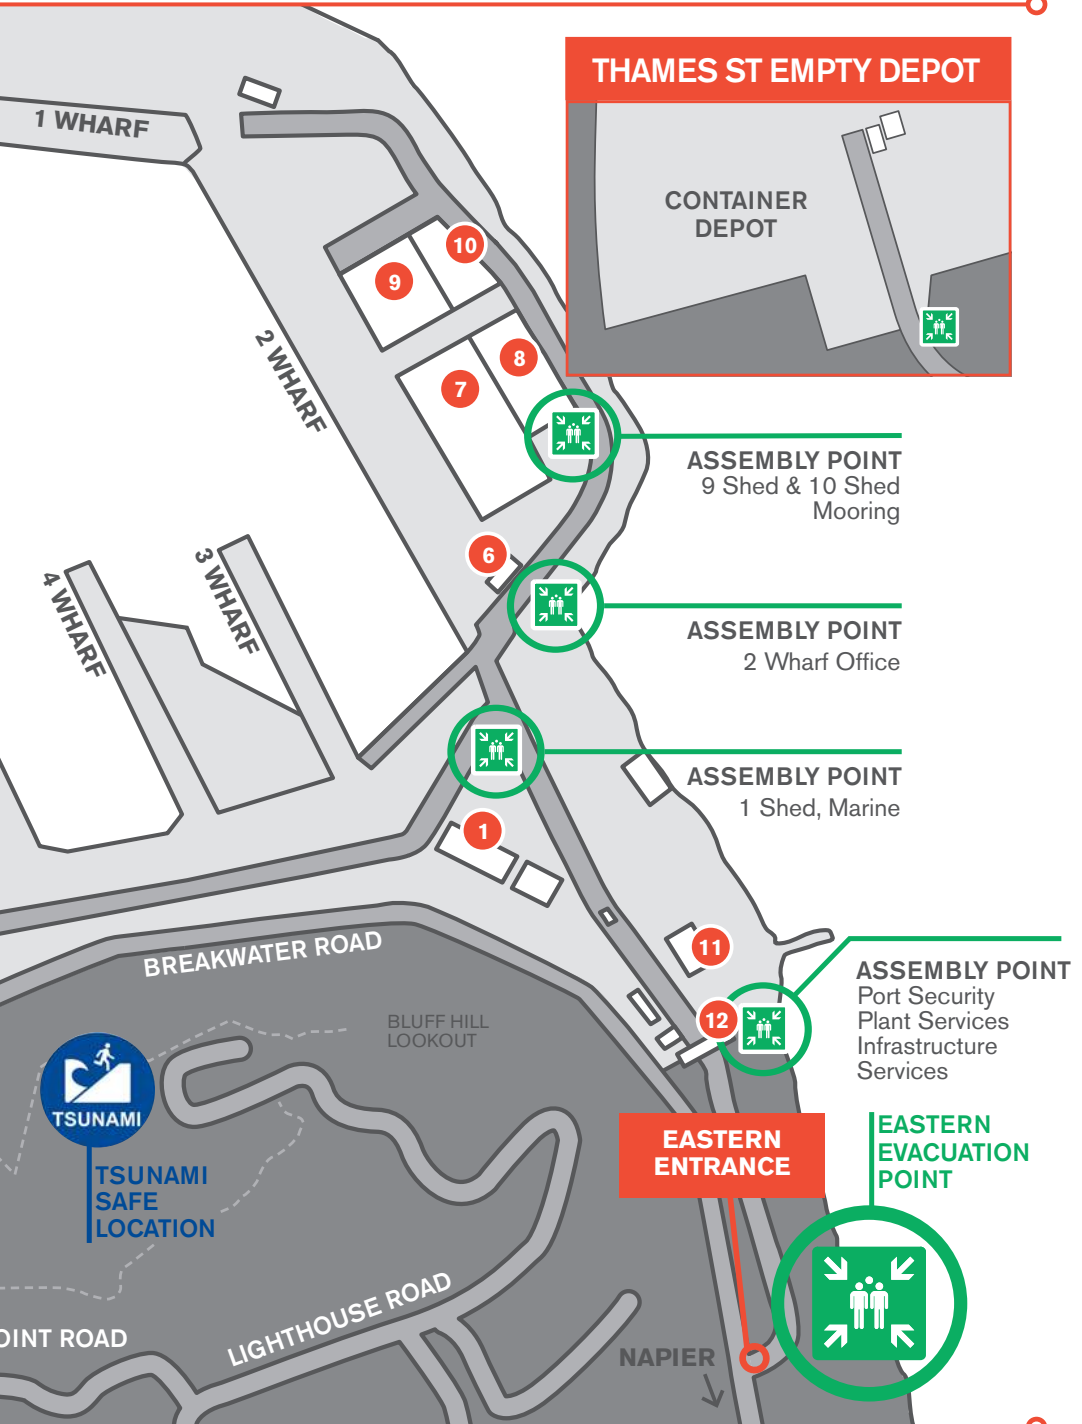 THAMES ST EMPTY DEPOT
CONTAINER
DEPOT
1 WHARF
10
9
2 WHARF
8
7
ASSEMBLY POINT
9 Shed & 10 Shed
Mooring
6
3 WHARF
4 WHARF
ASSEMBLY POINT
2 Wharf Office
ASSEMBLY POINT
1 Shed, Marine
1
BREAKWATER ROAD
11
ASSEMBLY POINT
Port Security
Plant Services
Infrastructure
Services
12
BLUFF HILL
LOOKOUT
TSUNAMI
TSUNAMI
SAFE
LOCATION
EASTERN
ENTRANCE
EASTERN
EVACUATION
POINT
LIGHTHOUSE ROAD
OINT ROAD
NAPIER